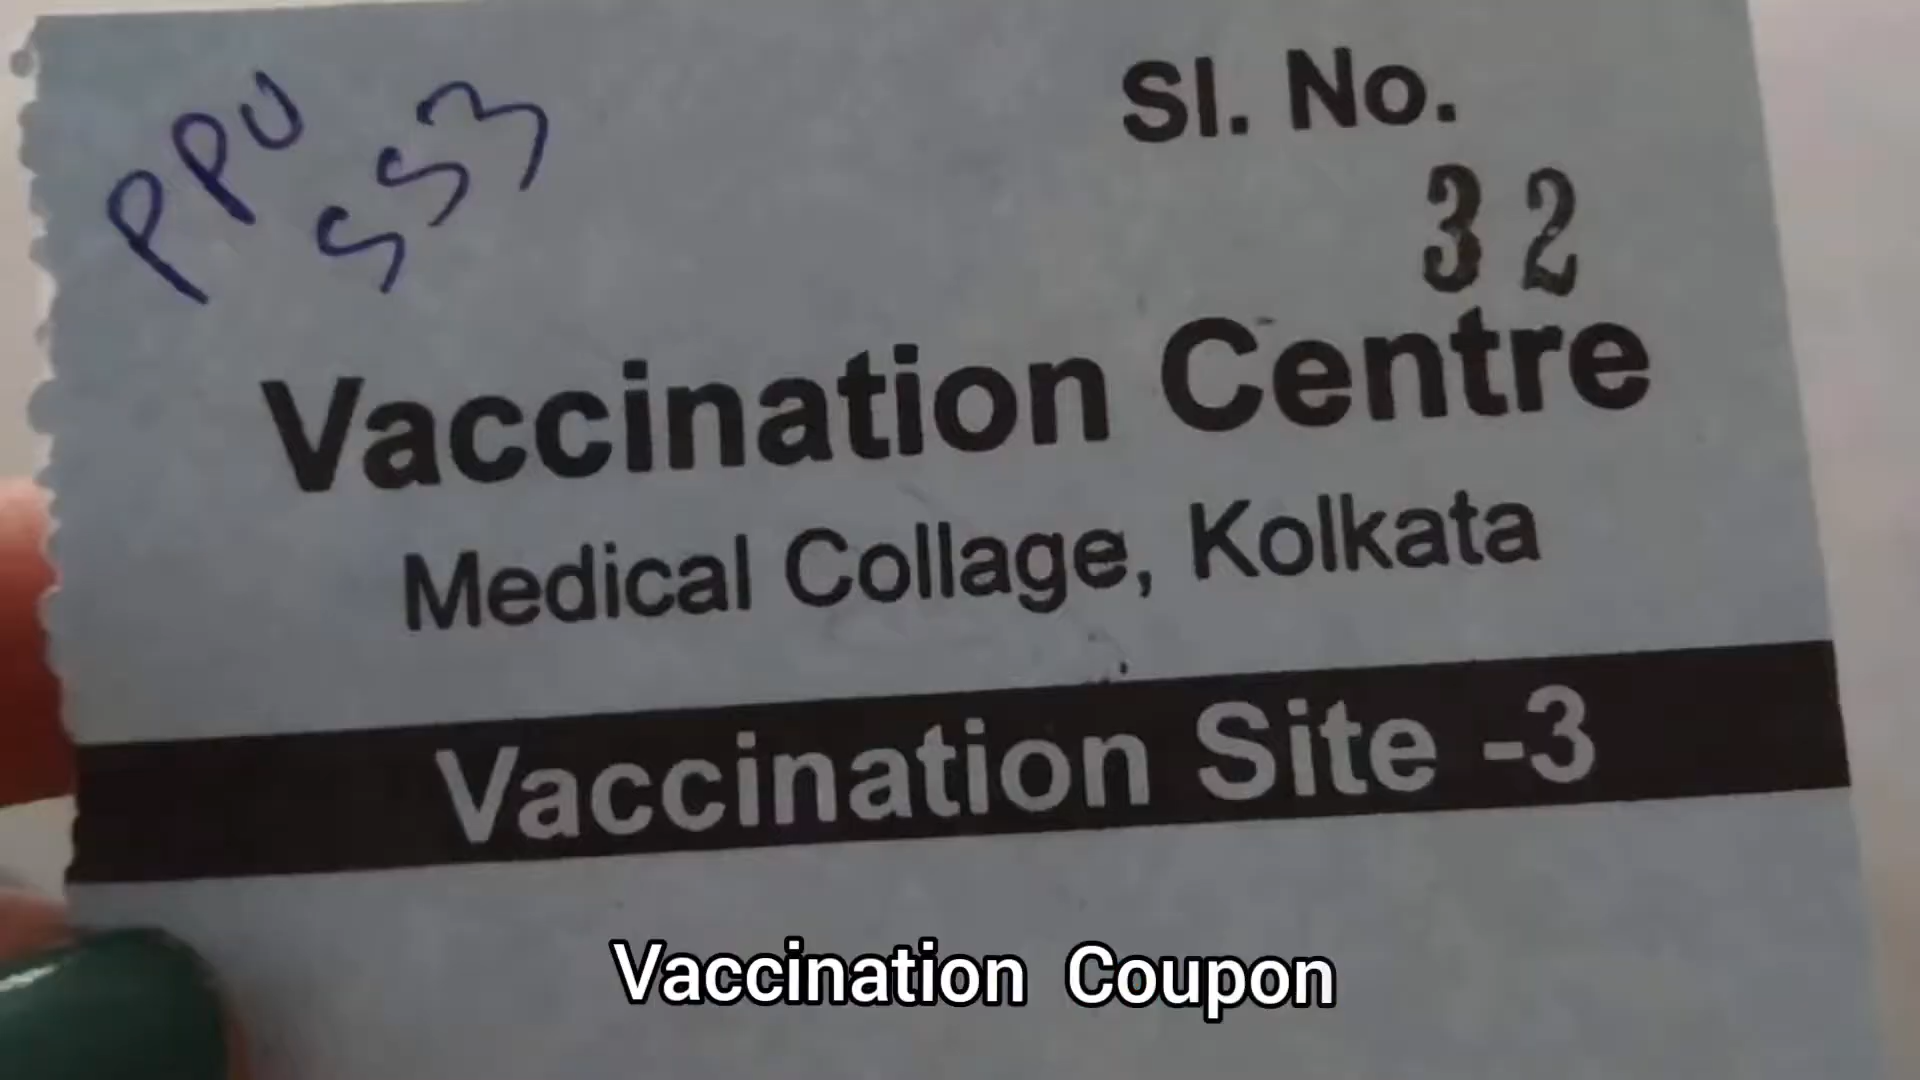 PPU
553
Sl. No.
32
Vaccination Centre
Medical Collage, Kolkata
Vaccination Site -3
Vaccination Coupon